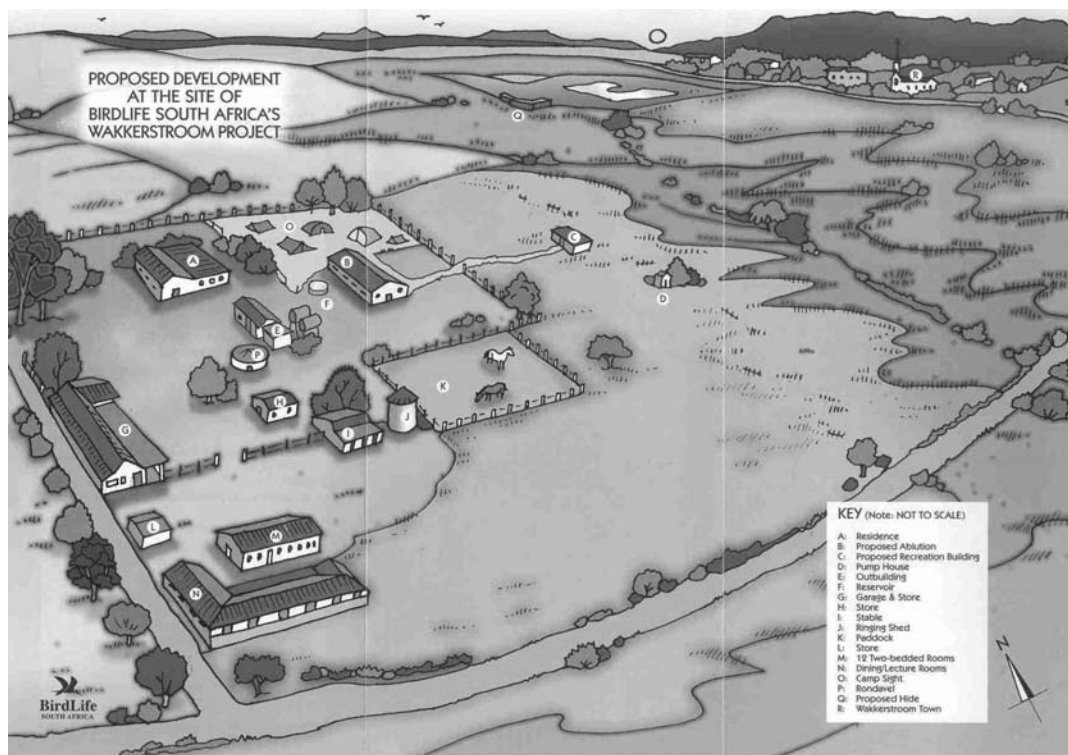 PROPOSED DEVELOPMENT
AT THE SITE OF
BIRDLIFE SOUTH AFRICA'S
WAKKERSTROOM PROJECT
R
Q
O
A
B
C
D
F
E
P
K
H
J
G
I
L
M
N
KEY (Note: NOT TO SCALE)
A: Residence
B: Proposed Ablution
C: Proposed Recreation Building
D: Pump House
E: Outbuilding
F: Reservoir
G: Garage & Store
H: Store
I: Stable
J: Ringing Shed
K: Paddock
L: Store
M: 12 Two-bedded Rooms
N: Dining/Lecture Rooms
O: Camp Sight
P: Rondavel
Q: Proposed Hide
R: Wakkerstroom Town
N
BirdLife
SOUTH AFRICA